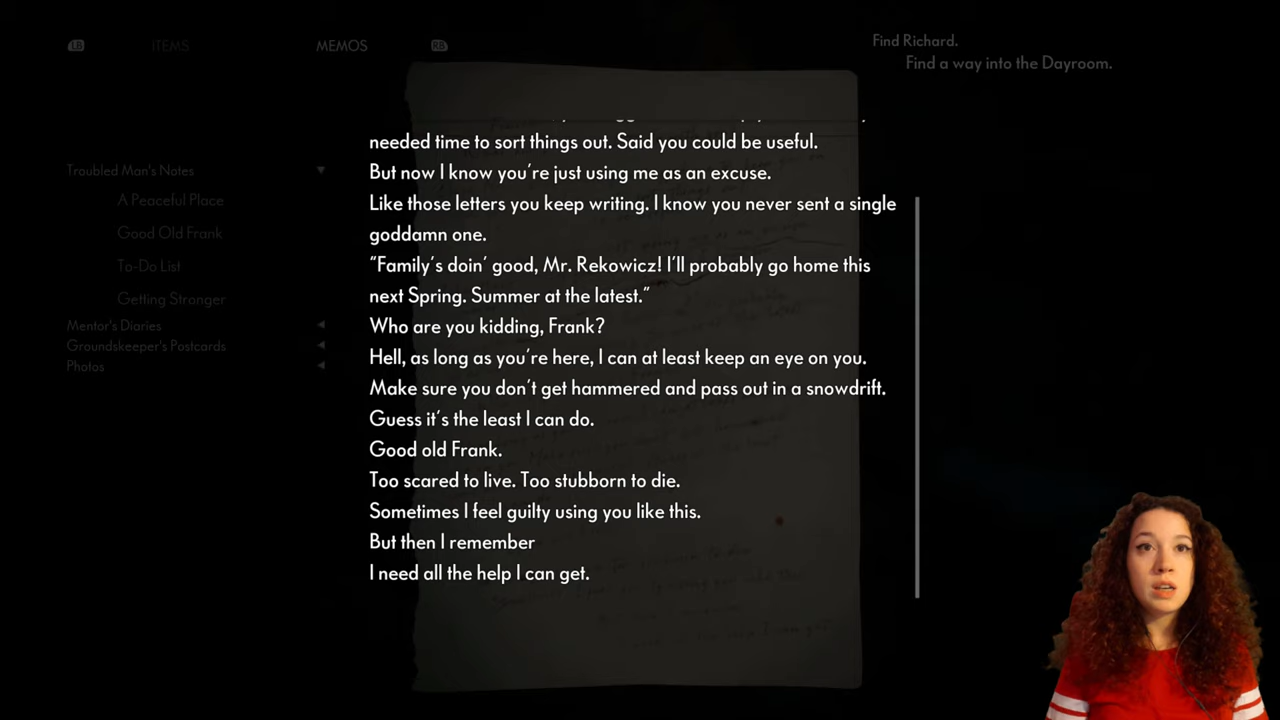 LB
ITEMS
MEMOS
RB
Find Richard.
Find a way into the Dayroom.
Troubled Man's Notes
A Peaceful Place
Good Old Frank
To-Do List
Getting Stronger
Mentor's Diaries
Groundskeeper's Postcards
Photos
needed time to sort things out. Said you could be useful.
But now I know you're just using me as an excuse.
Like those letters you keep writing. I know you never sent a single
goddamn one.
"Family's doin' good, Mr. Rekowicz! I'll probably go home this
next Spring. Summer at the latest."
Who are you kidding, Frank?
Hell, as long as you're here, I can at least keep an eye on you.
Make sure you don't get hammered and pass out in a snowdrift.
Guess it's the least I can do.
Good old Frank.
Too scared to live. Too stubborn to die.
Sometimes I feel guilty using you like this.
But then I remember
I need all the help I can get.